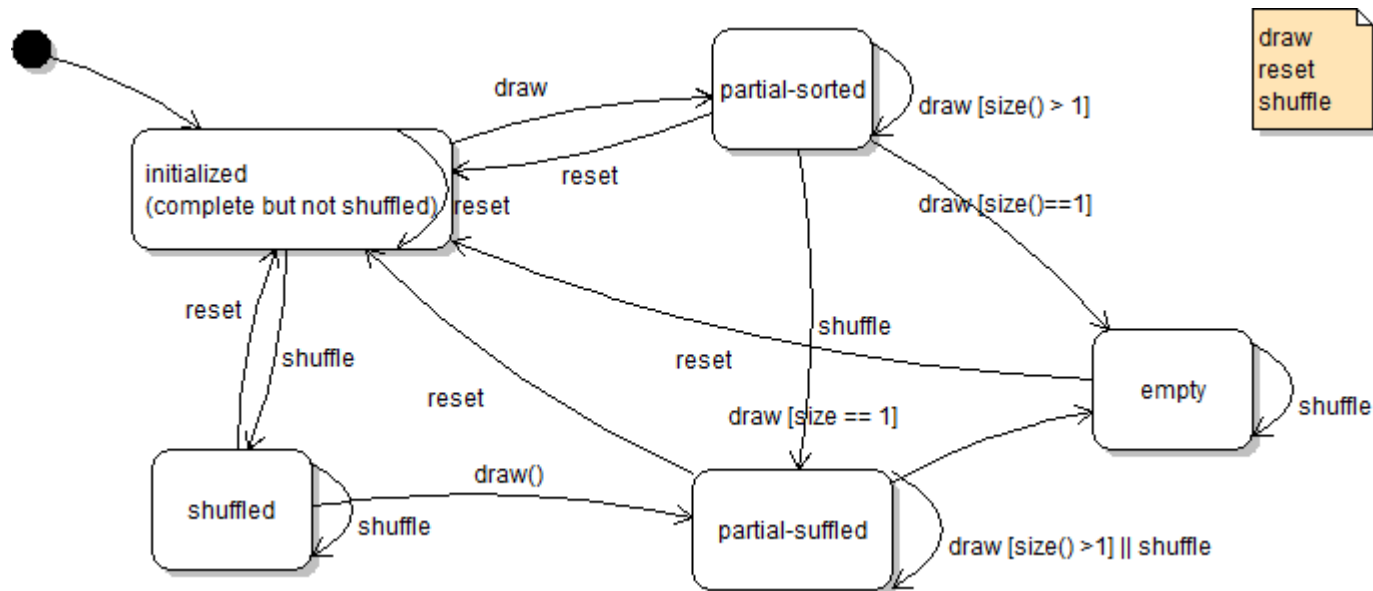 draw
reset
shuffle
draw
partial-sorted
draw [size() > 1]
initialized
(complete but not shuffled)
reset
reset
draw [size()==1]
reset
shuffle
shuffle
reset
reset
empty
shuffle
draw [size == 1]
draw()
shuffled
shuffle
partial-suffled
draw [size() >1] || shuffle